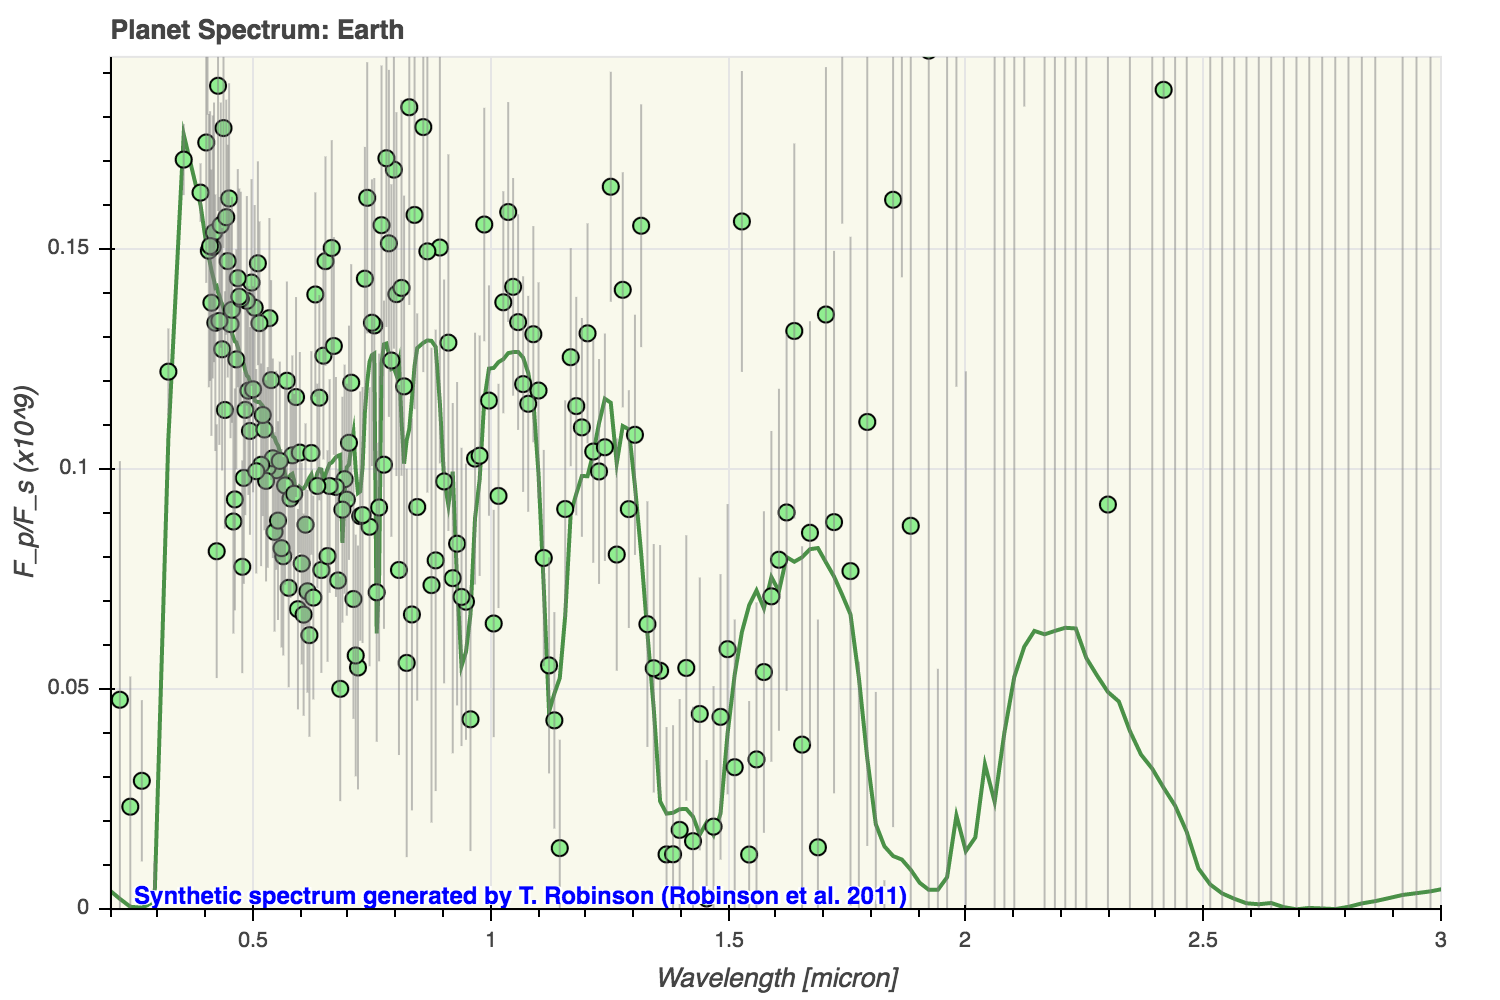 Planet Spectrum: Earth
F_p/F_s (x10^9)
0.15
0.1
0.05
0
Synthetic spectrum generated by T. Robinson (Robinson et al. 2011)
0.5
1
1.5
2
2.5
3
Wavelength [micron]